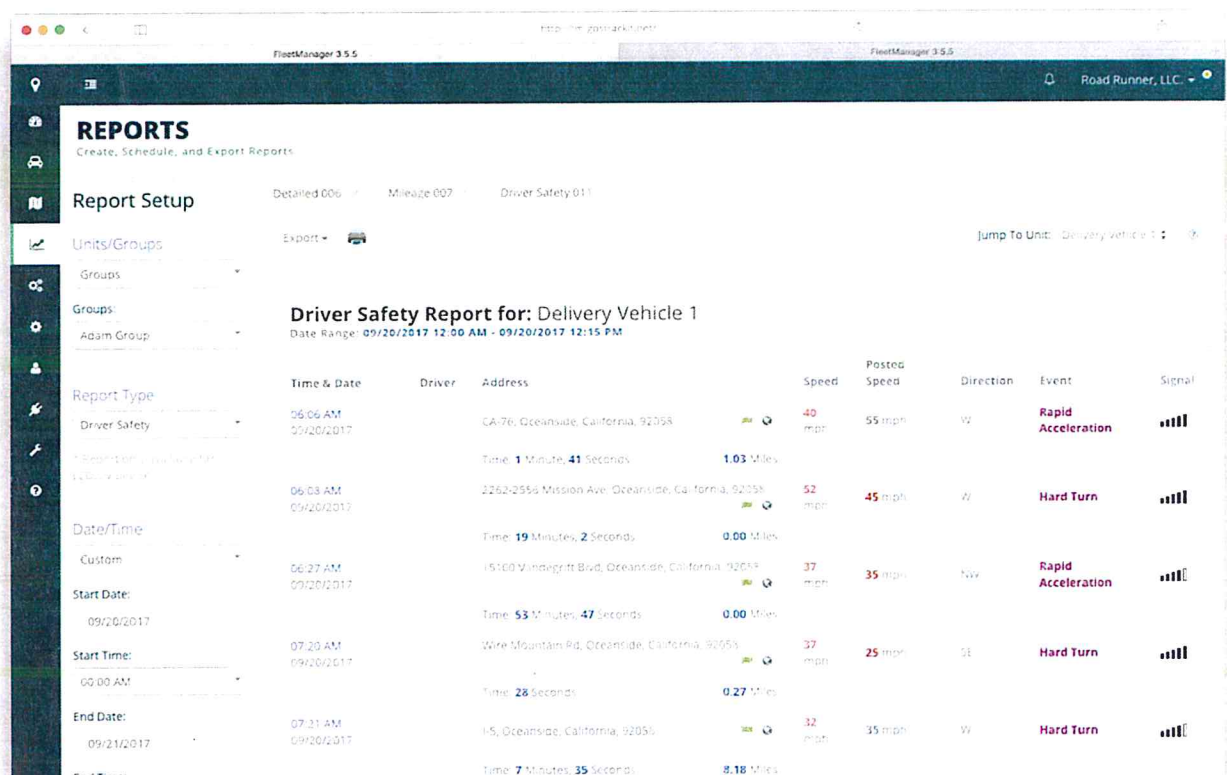 FleetManager 3.5.5
FleetManager 3.5.5
Road Runner, LLC.
REPORTS
Create, Schedule, and Export Reports
Report Setup
Detailed 006
Mileage 007
Driver Safety 011
Units/Groups
Export
Jump To Unit: Delivery Vehicle 1
Groups
Groups:
Adam Group
Driver Safety Report for: Delivery Vehicle 1
Date Range: 09/20/2017 12:00 AM - 09/20/2017 12:15 PM
Time & Date Driver Address Speed Posted Speed Direction Event Signal
Report Type
Driver Safety
06:06 AM
09/20/2017
CA-76, Oceanside, California, 92058
40 mph
55 mph
W
Rapid Acceleration
Time: 1 Minute, 41 Seconds 1.03 Miles
06:08 AM
09/20/2017
2262-2556 Mission Ave, Oceanside, California, 92058
52 mph
45 mph
W
Hard Turn
Time: 19 Minutes, 2 Seconds 0.00 Miles
Date/Time
Custom
06:27 AM
09/20/2017
15100 Vandegrift Blvd, Oceanside, California, 92058
37 mph
35 mph
NW
Rapid Acceleration
Start Date:
09/20/2017
Time: 53 Minutes, 47 Seconds 0.00 Miles
Start Time:
00:00 AM
07:20 AM
09/20/2017
Wire Mountain Rd, Oceanside, California, 92058
37 mph
25 mph
SE
Hard Turn
Time: 28 Seconds 0.27 Miles
End Date:
09/21/2017
07:21 AM
09/20/2017
I-5, Oceanside, California, 92058
32 mph
35 mph
W
Hard Turn
Time: 7 Minutes, 35 Seconds 8.18 Miles